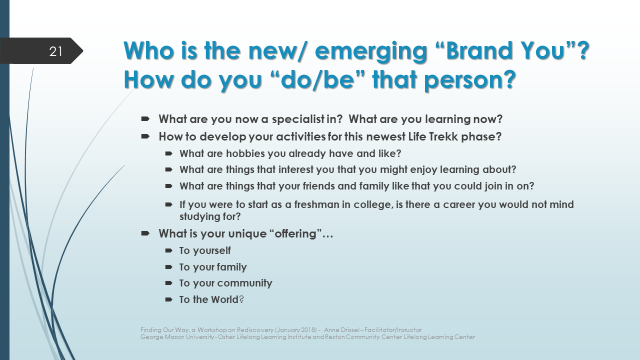 21
Who is the new/ emerging “Brand You”?
How do you “do/be” that person?
What are you now a specialist in?  What are you learning now?
How to develop your activities for this newest Life Trekk phase?
What are hobbies you already have and like?
What are things that interest you that you might enjoy learning about?
What are things that your friends and family like that you could join in on?
If you were to start as a freshman in college, is there a career you would not mind
studying for?
What is your unique “offering”…
To yourself
To your family
To your community
To the World?
Finding Our Way, a Workshop on Rediscovery (January 2018) - Anne Drissel – Facilitator/Instructor
George Mason University - Osher Lifelong Learning Institute and Reston Community Center Lifelong Learning Center